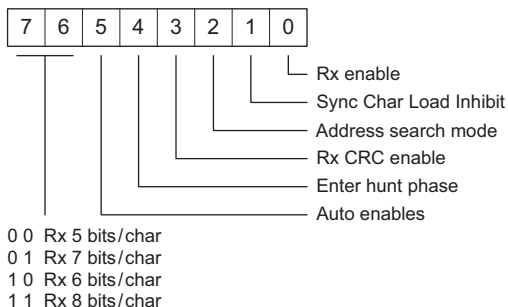 7 6 5 4 3 2 1 0
Rx enable
Sync Char Load Inhibit
Address search mode
Rx CRC enable
Enter hunt phase
Auto enables
0 0 Rx 5 bits/char
0 1 Rx 7 bits/char
1 0 Rx 6 bits/char
1 1 Rx 8 bits/char